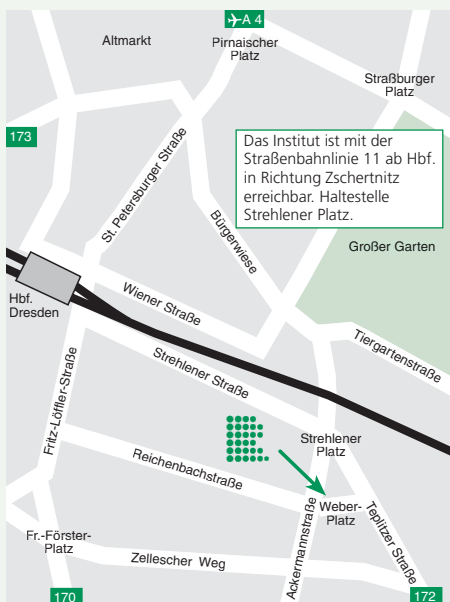 A 4
Altmarkt
Pirnaischer
Platz
Straßburger
Platz
173
St. Petersburger Straße
Das Institut ist mit der
Straßenbahnlinie 11 ab Hbf.
in Richtung Zschertnitz
erreichbar. Haltestelle
Strehlener Platz.
Bürgerwiese
Großer Garten
Hbf.
Dresden
Wiener Straße
Tiergartenstraße
Strehlener Straße
Fritz-Löffler-Straße
Strehlener
Platz
Reichenbachstraße
Weber-
Platz
Teplitzer Straße
Ackermannstraße
Fr.-Förster-
Platz
Zellescher Weg
170
172